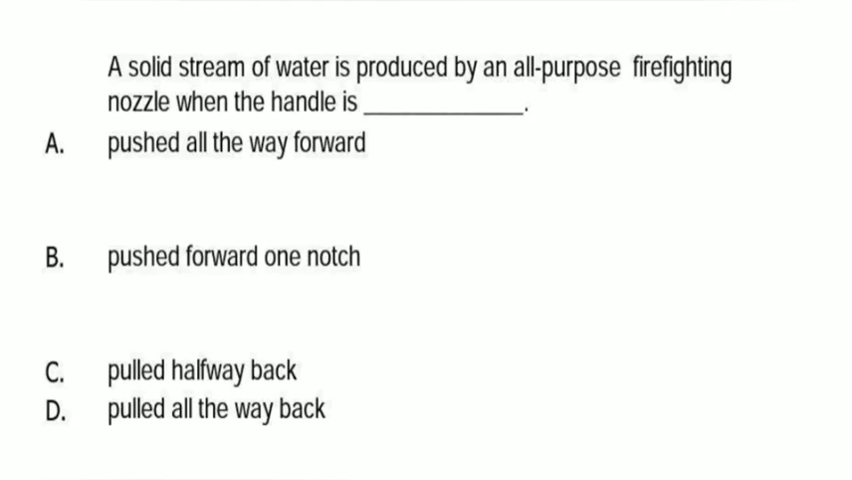 A solid stream of water is produced by an all-purpose firefighting
nozzle when the handle is ____________.
A. pushed all the way forward
B. pushed forward one notch
C. pulled halfway back
D. pulled all the way back